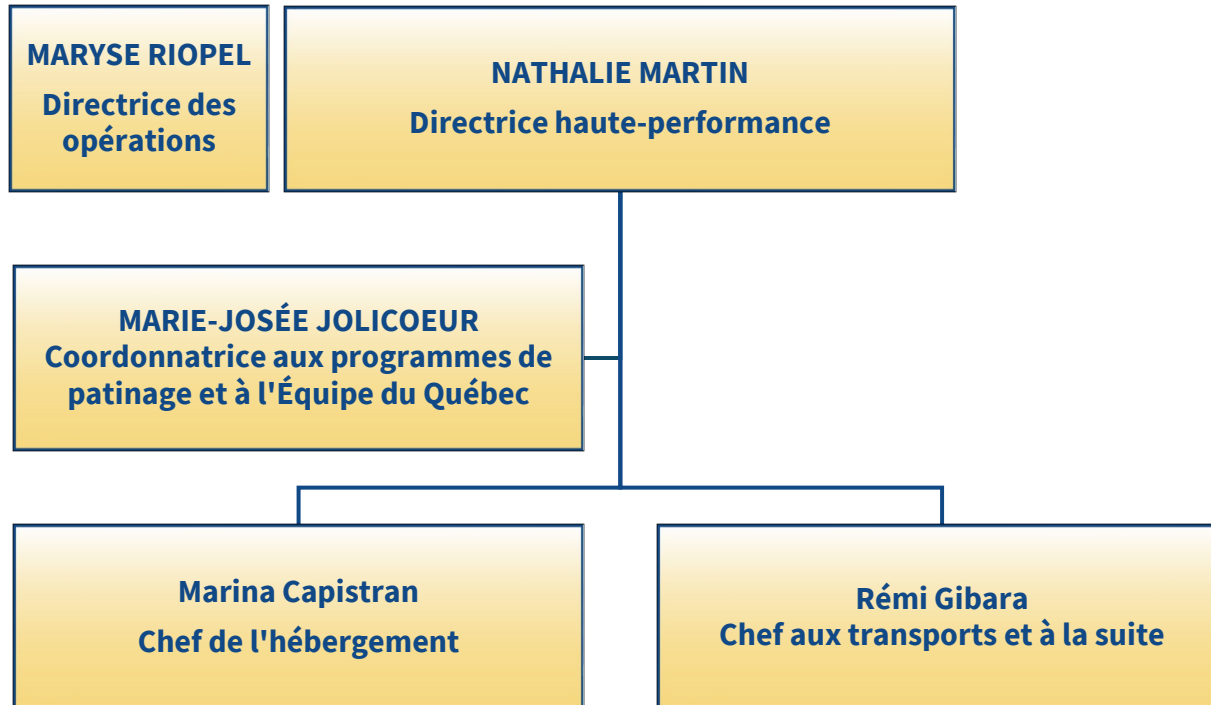 MARYSE RIOPEL
Directrice des
opérations
NATHALIE MARTIN
Directrice haute-performance
MARIE-JOSÉE JOLICOEUR
Coordonnatrice aux programmes de
patinage et à l'Équipe du Québec
Marina Capistran
Chef de l'hébergement
Rémi Gibara
Chef aux transports et à la suite